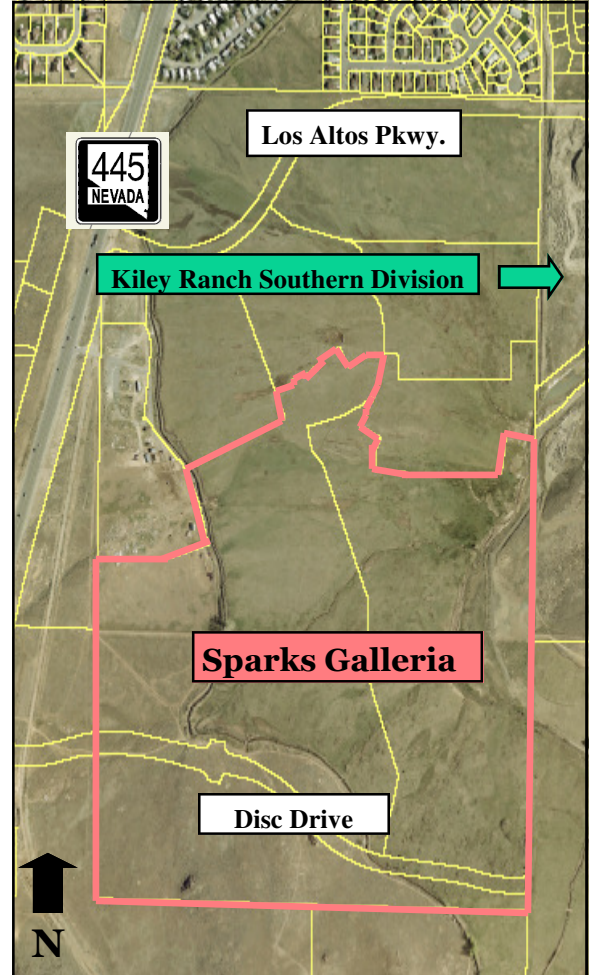 Los Altos Pkwy.
445
NEVADA
Kiley Ranch Southern Division
Sparks Galleria
Disc Drive
N